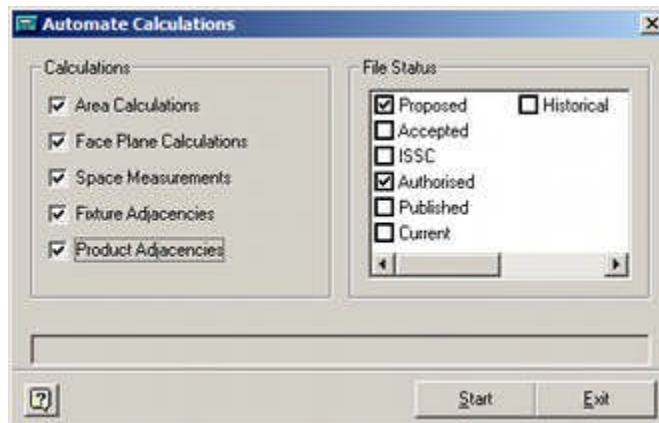 Automate Calculations
Calculations
Area Calculations
Face Plane Calculations
Space Measurements
Fixture Adjacencies
Product Adjacencies
File Status
Proposed
Accepted
ISSC
Authorised
Published
Current
Historical
?
Start
Exit